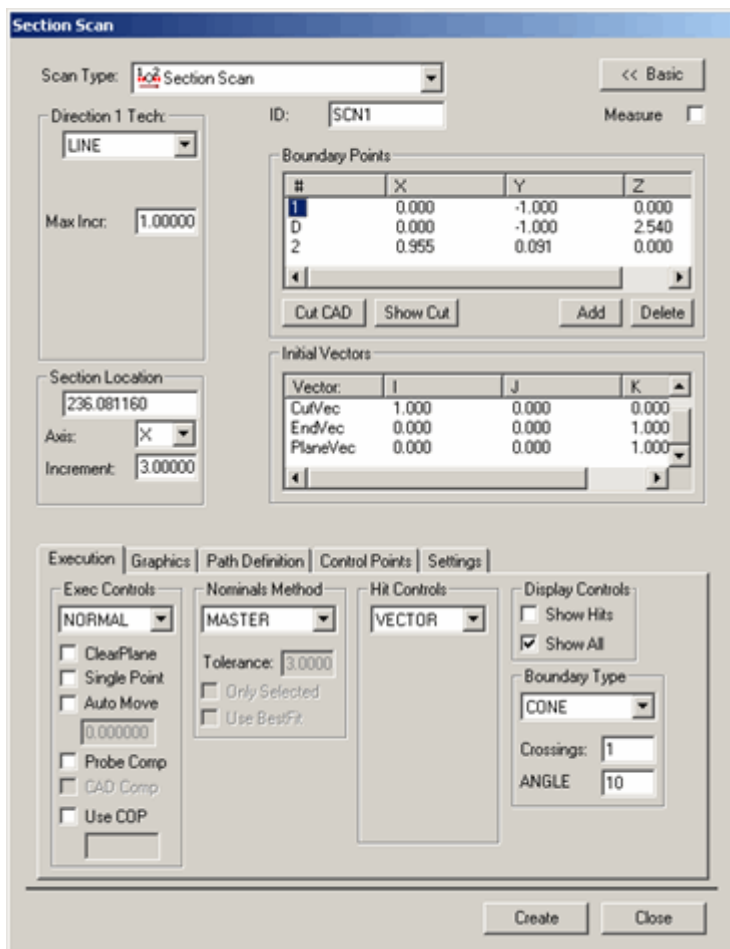 Section Scan
Scan Type: Section Scan << Basic
Direction 1 Tech: ID: SCN1 Measure
LINE
Max Incr: 1.00000
Boundary Points
# X Y Z
1 0.000 -1.000 0.000
D 0.000 -1.000 2.540
2 0.955 0.091 0.000
Cut CAD Show Cut Add Delete
Section Location
236.081160
Axis: X
Increment: 3.00000
Initial Vectors
Vector: I J K
CutVec 1.000 0.000 0.000
EndVec 0.000 0.000 1.000
PlaneVec 0.000 0.000 1.000
Execution Graphics Path Definition Control Points Settings
Exec Controls
NORMAL
ClearPlane
Single Point
Auto Move
0.000000
Probe Comp
CAD Comp
Use COP
Nominals Method
MASTER
Tolerance: 3.0000
Only Selected
Use BestFit
Hit Controls
VECTOR
Display Controls
Show Hits
Show All
Boundary Type
CONE
Crossings: 1
ANGLE 10
Create Close